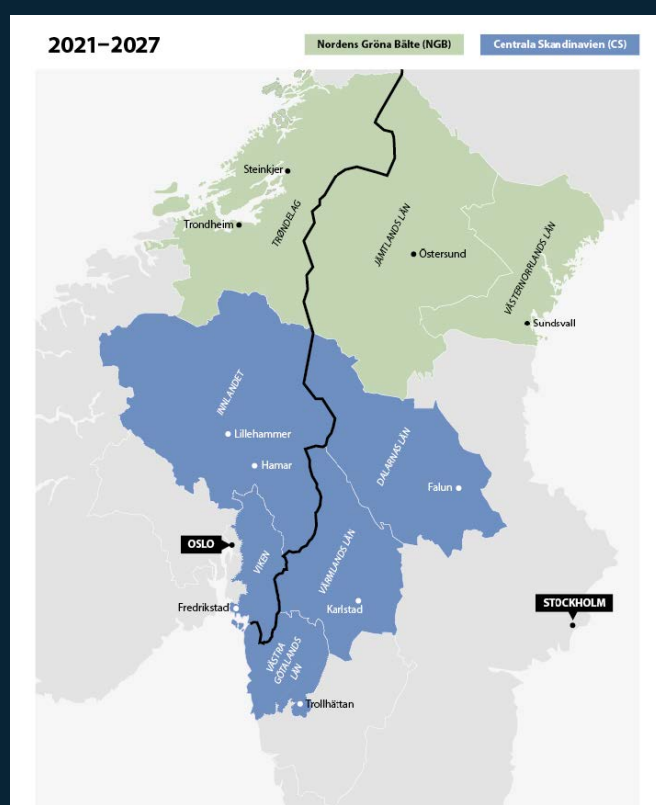 2021–2027
Nordens Gröna Bälte (NGB)
Centrala Skandinavien (CS)
Steinkjer
TRØNDELAG
Trondheim
JÄMTLANDS LÄN
Östersund
VÄSTERNORRLANDS LÄN
Sundsvall
INNLANDET
Lillehammer
Hamar
DALARNAS LÄN
Falun
OSLO
VIKEN
VÄRMLANDS LÄN
Fredrikstad
Karlstad
STOCKHOLM
VÄSTRA
GÖTALANDS
LÄN
Trollhättan